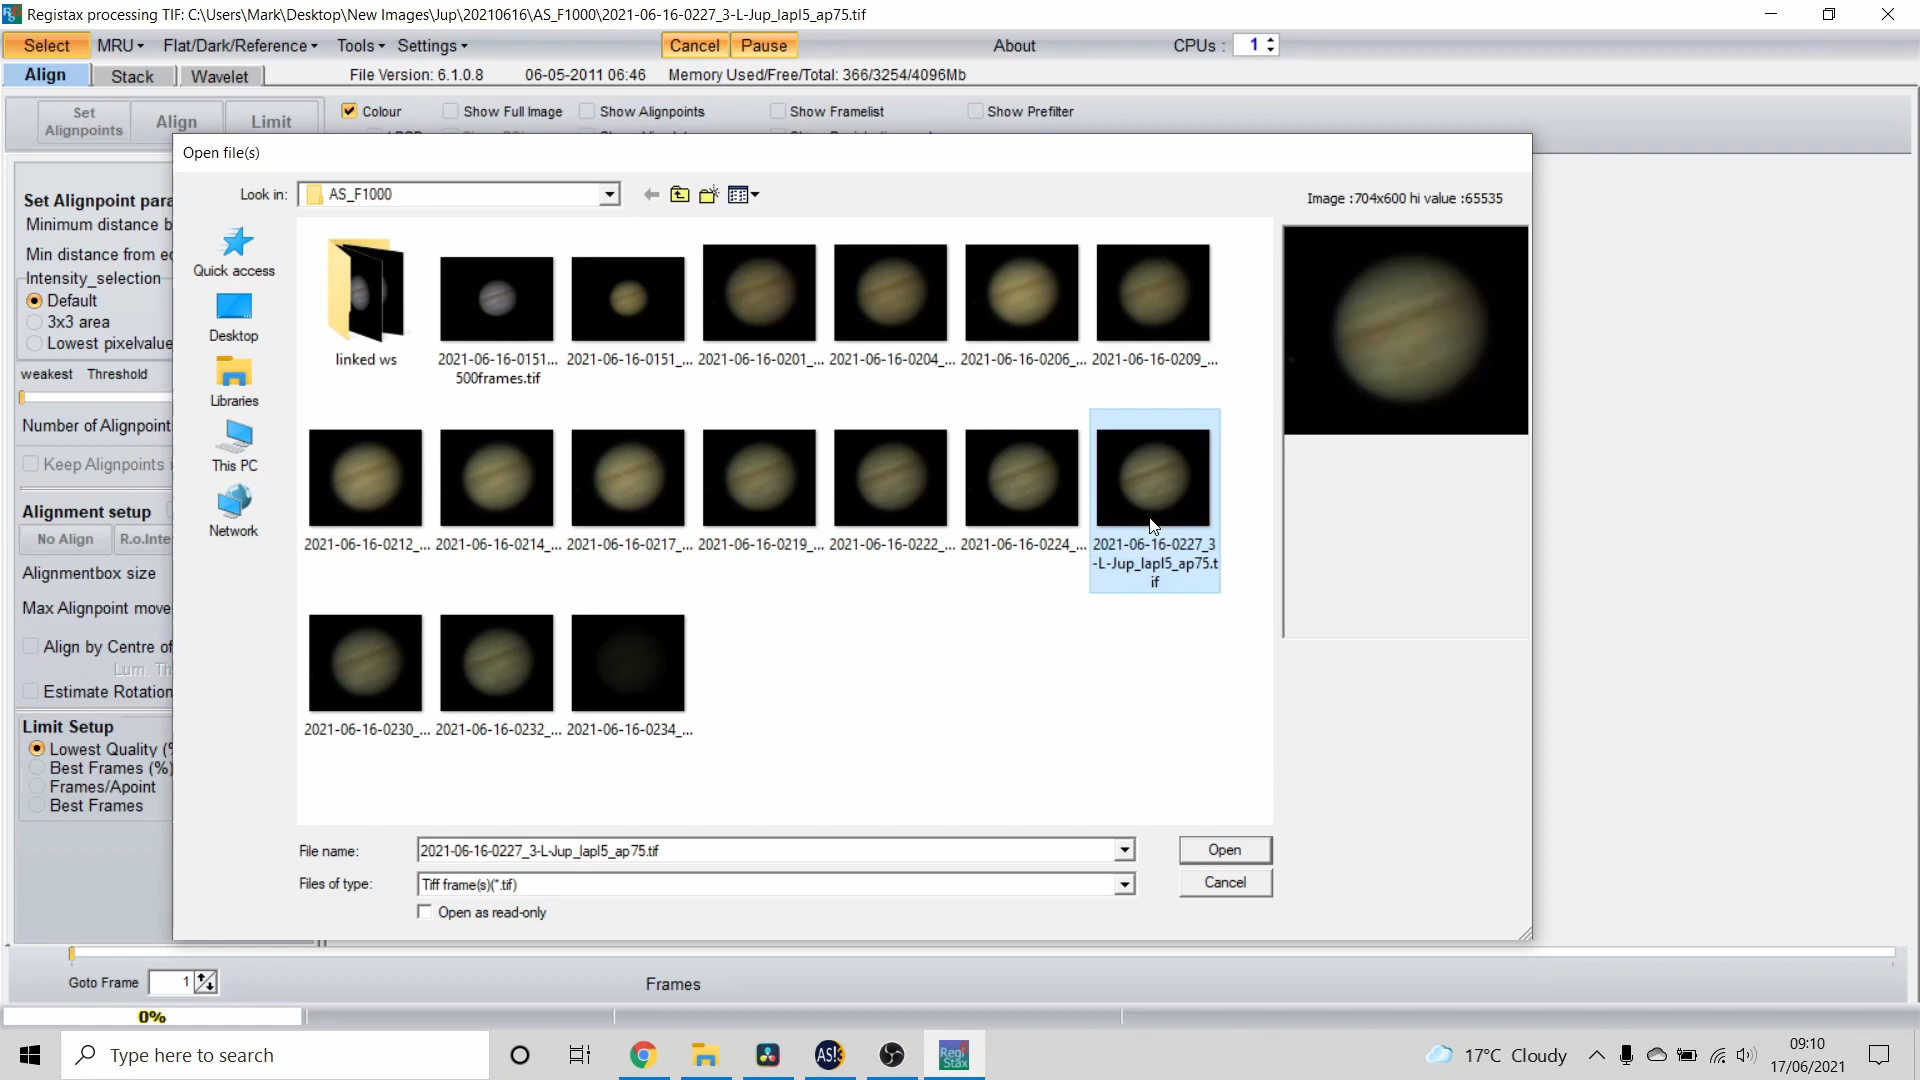 Registax processing TIF: C:\Users\Mark\Desktop\New Images\Jup\20210616\AS_F1000\2021-06-16-0227_3-L-Jup_lapl5_ap75.tif
Select MRU Flat/Dark/Reference Tools Settings Cancel Pause About CPUs : 1
Align Stack Wavelet File Version: 6.1.0.8 06-05-2011 06:46 Memory Used/Free/Total: 366/3254/4096Mb
Set Alignpoints Align Limit Colour Show Full Image Show Alignpoints Show Framelist Show Prefilter
Open file(s)
Look in: AS_F1000
Image :704x600 hi value :65535
Set Alignpoint para
Minimum distance b
Min distance from e
Intensity_selection
Default
3x3 area
Lowest pixelvalue
weakest Threshold
Number of Alignpoint
Keep Alignpoints i
Alignment setup
No Align R.o.Inte
Alignmentbox size
Max Alignpoint move
Align by Centre of
Lum. Th
Estimate Rotation
Limit Setup
Lowest Quality (%
Best Frames (%)
Frames/Apoint
Best Frames
Quick access
Desktop
Libraries
This PC
Network
linked ws
2021-06-16-0151...
500frames.tif
2021-06-16-0151_...
2021-06-16-0201_...
2021-06-16-0204_...
2021-06-16-0206_...
2021-06-16-0209_...
2021-06-16-0212_...
2021-06-16-0214_...
2021-06-16-0217_...
2021-06-16-0219_...
2021-06-16-0222_...
2021-06-16-0224_...
2021-06-16-0227_3
-L-Jup_lapl5_ap75.t
if
2021-06-16-0230_...
2021-06-16-0232_...
2021-06-16-0234_...
File name: 2021-06-16-0227_3-L-Jup_lapl5_ap75.tif Open
Files of type: Tiff frame(s)(*.tif) Cancel
Open as read-only
Goto Frame 1 Frames
0%
Type here to search AS!3 Regi Stax 17°C Cloudy 09:10
17/06/2021